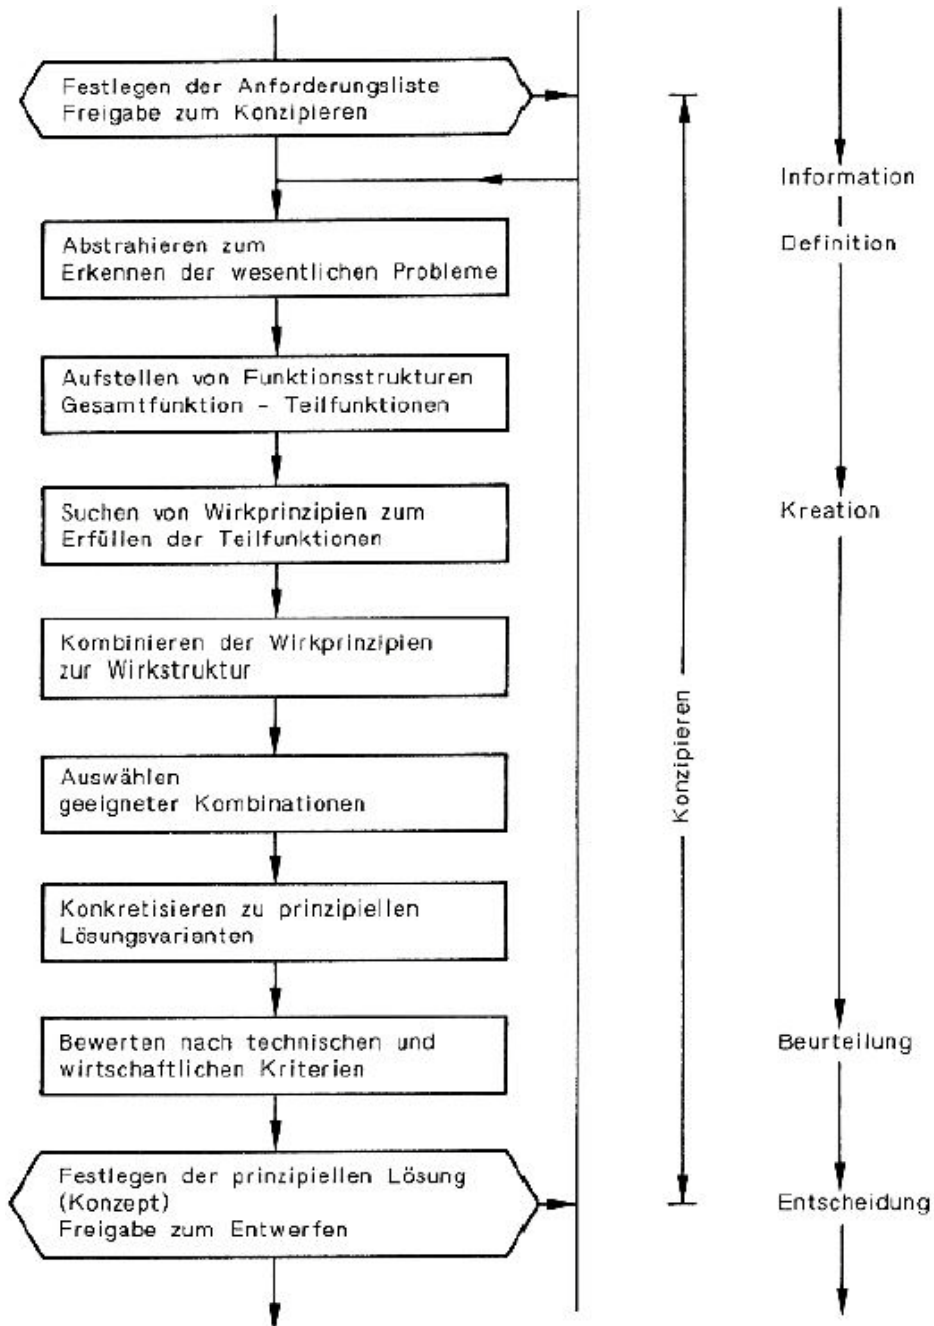 Festlegen der Anforderungsliste
Freigabe zum Konzipieren
Information
Abstrahieren zum
Erkennen der wesentlichen Probleme
Definition
Aufstellen von Funktionsstrukturen
Gesamtfunktion - Teilfunktionen
Suchen von Wirkprinzipien zum
Erfüllen der Teilfunktionen
Kreation
Kombinieren der Wirkprinzipien
zur Wirkstruktur
Konzipieren
Auswählen
geeigneter Kombinationen
Konkretisieren zu prinzipiellen
Lösungsvarianten
Bewerten nach technischen und
wirtschaftlichen Kriterien
Beurteilung
Festlegen der prinzipiellen Lösung
(Konzept)
Freigabe zum Entwerfen
Entscheidung